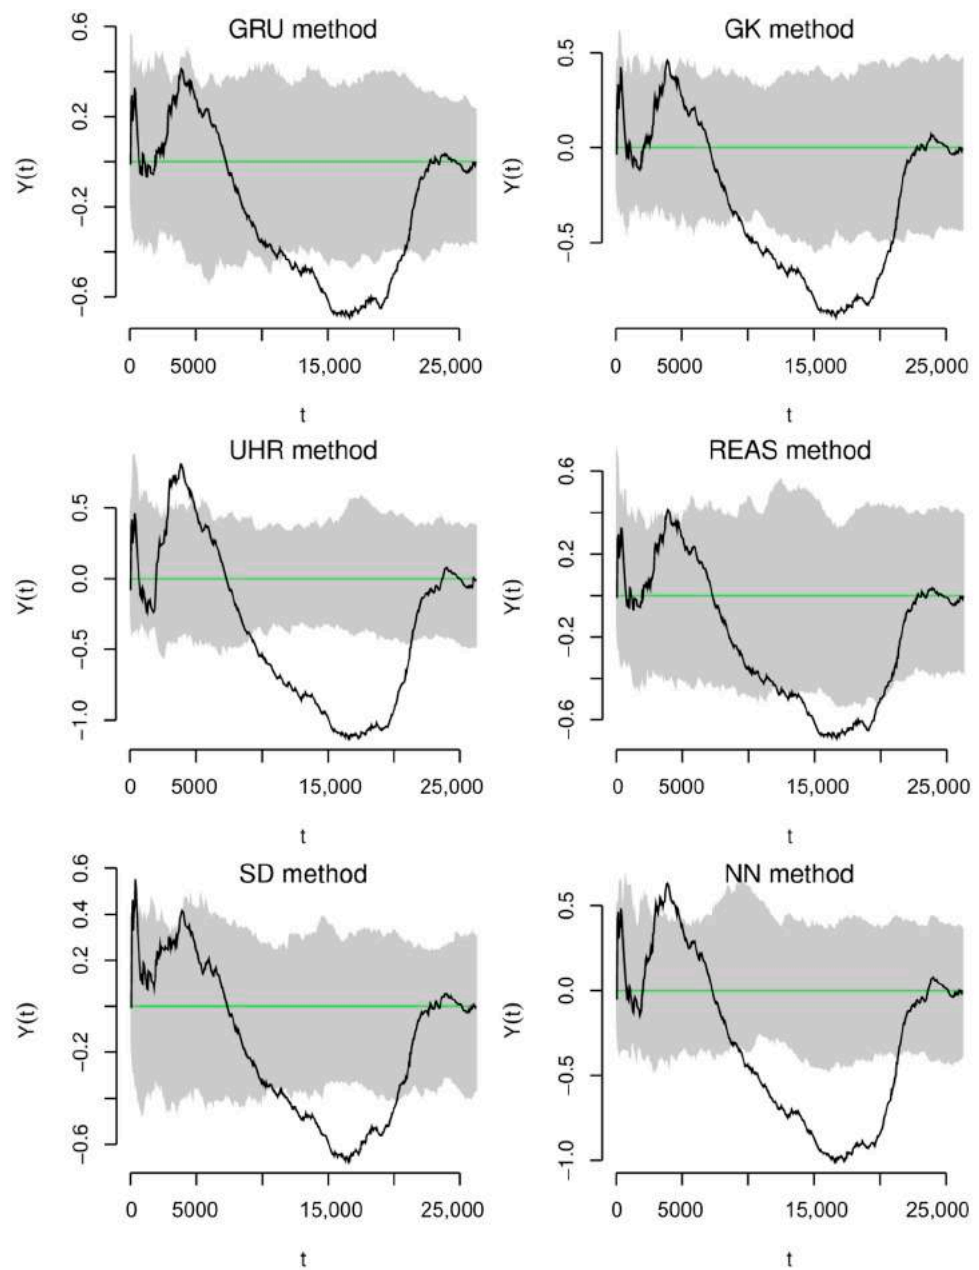 GRU method
0.6
0.2
−0.2
−0.6
Y(t)
0
5000
15,000
25,000
t
GK method
0.5
0.0
−0.5
Y(t)
0
5000
15,000
25,000
t
UHR method
0.5
0.0
−0.5
−1.0
Y(t)
0
5000
15,000
25,000
t
REAS method
0.6
0.2
−0.2
−0.6
Y(t)
0
5000
15,000
25,000
t
SD method
0.6
0.4
0.2
−0.2
−0.6
Y(t)
0
5000
15,000
25,000
t
NN method
0.5
0.0
−0.5
−1.0
Y(t)
0
5000
15,000
25,000
t